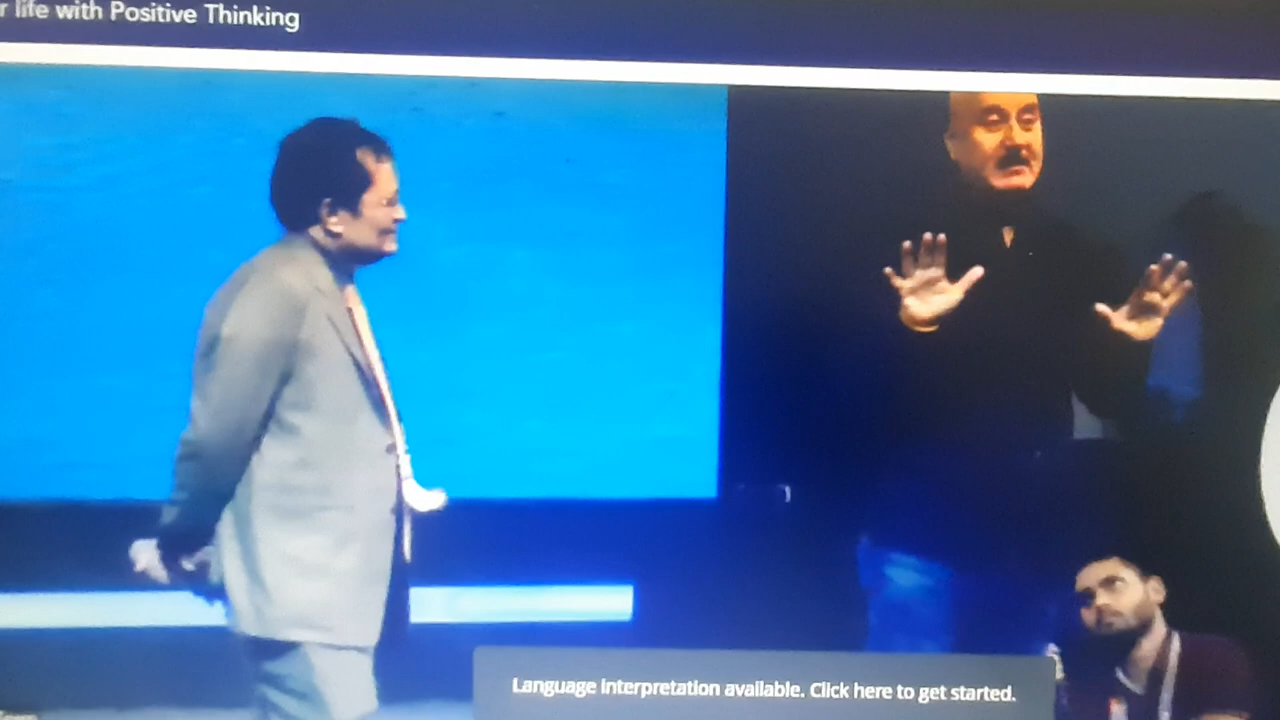 r life with Positive Thinking
Language interpretation available. Click here to get started.